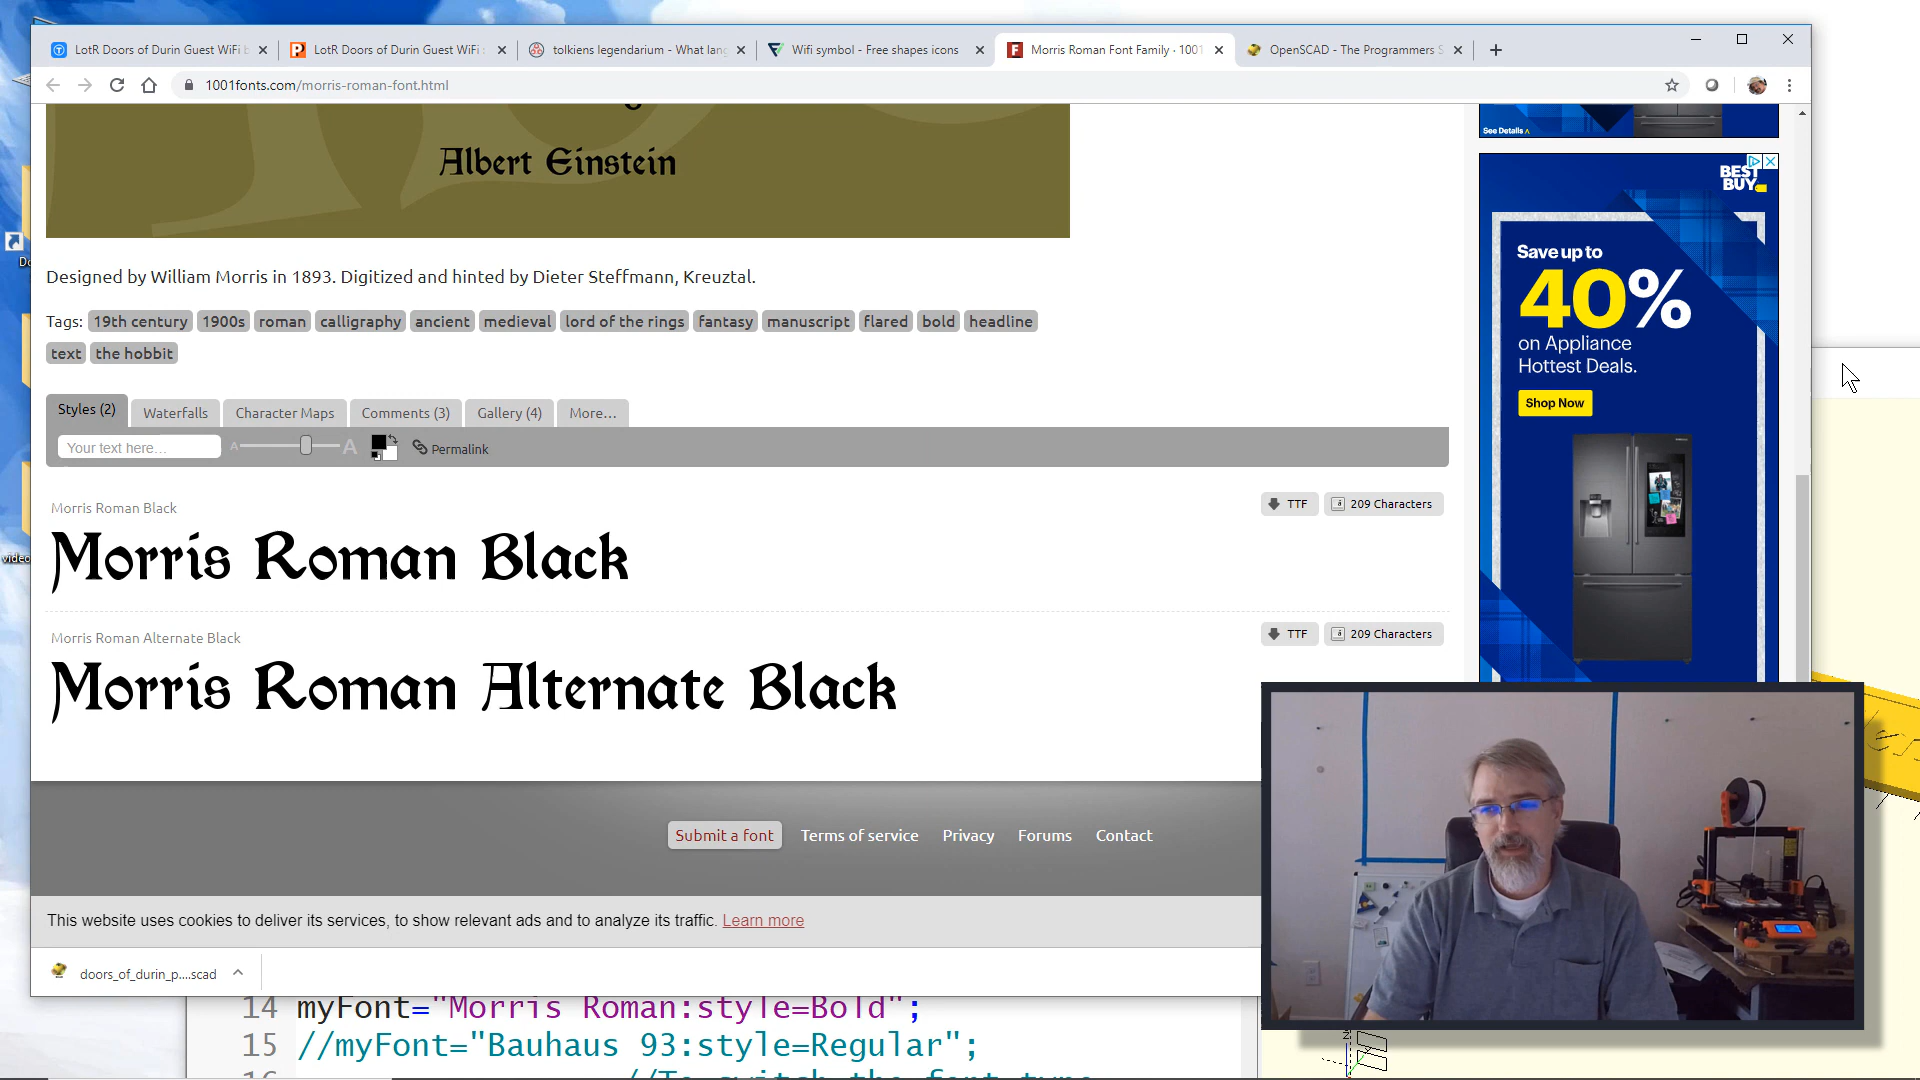 LotR Doors of Durin Guest WiFi
LotR Doors of Durin Guest WiFi
tolkiens legendarium - What lang
Wifi symbol - Free shapes icons
Morris Roman Font Family · 1001
OpenSCAD - The Programmers S
1001fonts.com/morris-roman-font.html
See Details
Albert Einstein
BEST
BUY
Designed by William Morris in 1893. Digitized and hinted by Dieter Steffmann, Kreuztal.
Save up to
40%
on Appliance
Hottest Deals.
Shop Now
Tags: 19th century 1900s roman calligraphy ancient medieval lord of the rings fantasy manuscript flared bold headline
text the hobbit
Styles (2) Waterfalls Character Maps Comments (3) Gallery (4) More...
Your text here... A A Permalink
Morris Roman Black
TTF 209 Characters
Morris Roman Black
Morris Roman Alternate Black
TTF 209 Characters
Morris Roman Alternate Black
Submit a font Terms of service Privacy Forums Contact
This website uses cookies to deliver its services, to show relevant ads and to analyze its traffic. Learn more
doors_of_durin_p....scad
video
14 myFont="Morris Roman:style=Bold";
15 //myFont="Bauhaus 93:style=Regular";
16 //To switch the font type